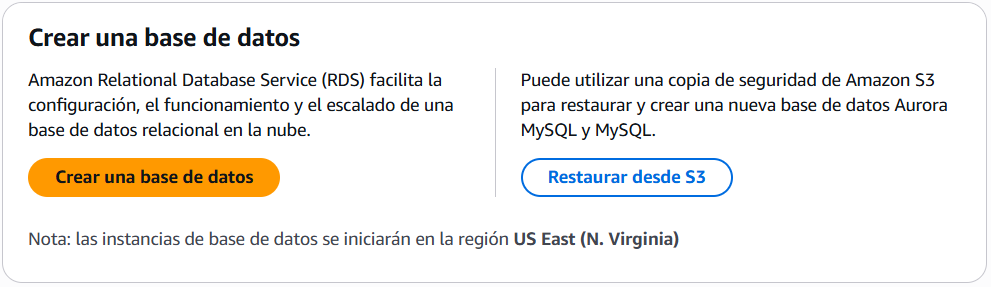 Crear una base de datos
Amazon Relational Database Service (RDS) facilita la
configuración, el funcionamiento y el escalado de una
base de datos relacional en la nube.
Crear una base de datos
Puede utilizar una copia de seguridad de Amazon S3
para restaurar y crear una nueva base de datos Aurora
MySQL y MySQL.
Restaurar desde S3
Nota: las instancias de base de datos se iniciarán en la región US East (N. Virginia)